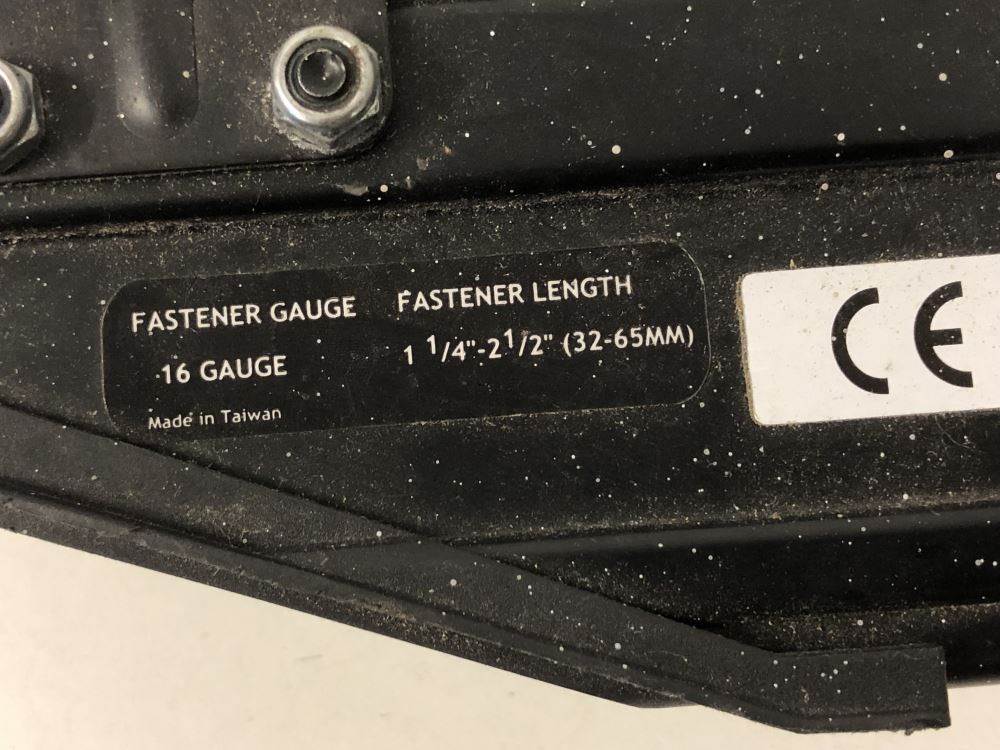 FASTENER GAUGE FASTENER LENGTH
16 GAUGE 1 1/4"-2 1/2" (32-65MM)
Made in Taiwan
CE